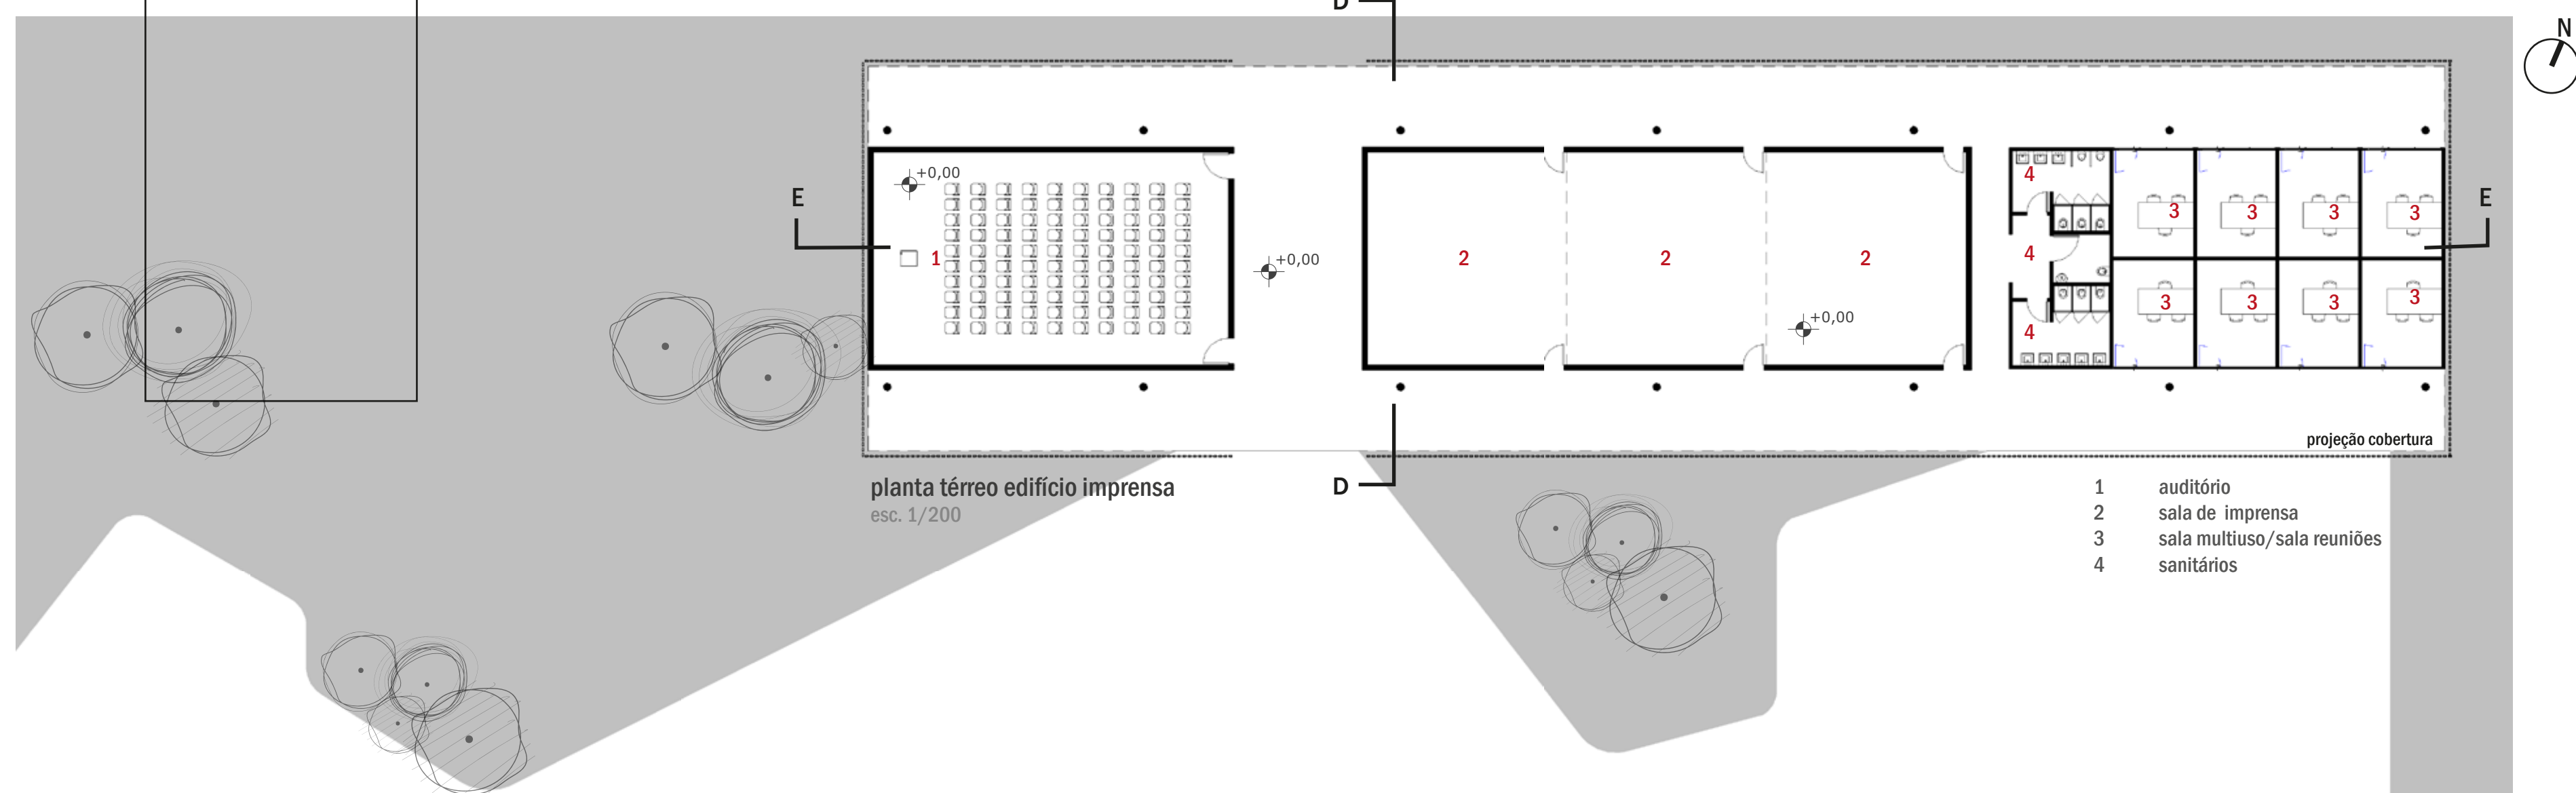 D
N
+0,00
4
E
3 3 3 3
E
1
+0,00
2 2 2
4
3 3 3 3
+0,00
4
projeção cobertura
planta térreo edifício imprensa
esc. 1/200
D
1 auditório
2 sala de imprensa
3 sala multiuso/sala reuniões
4 sanitários